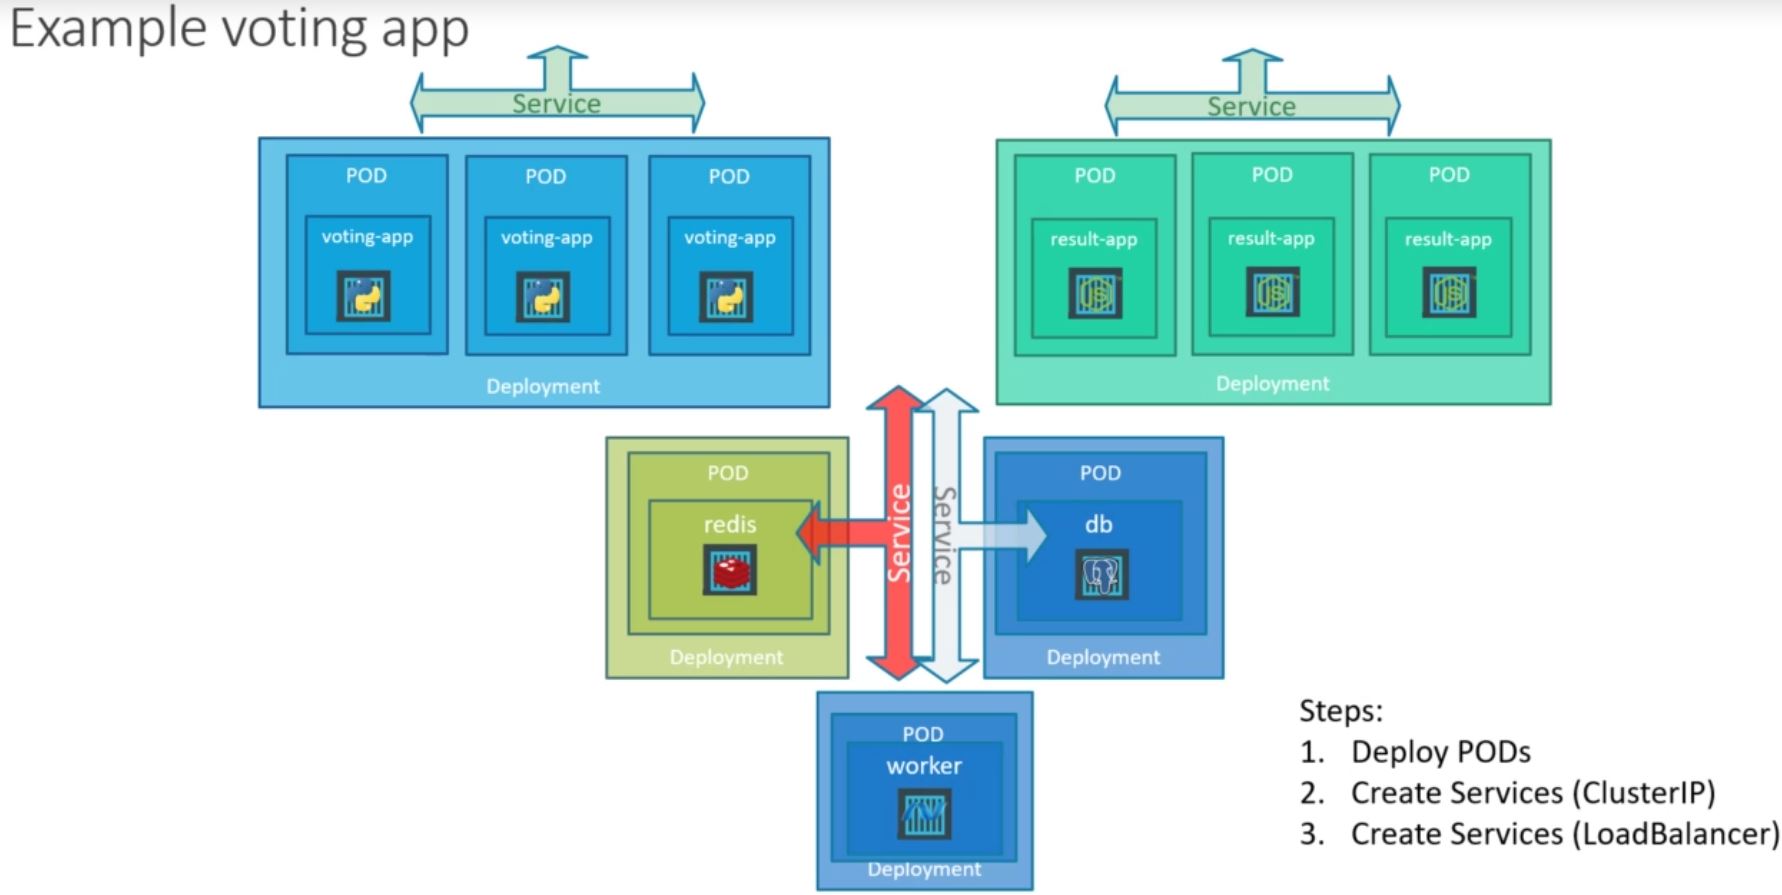 Example voting app
Service
Service
POD
POD
POD
voting-app
voting-app
voting-app
Deployment
POD
POD
POD
result-app
result-app
result-app
Deployment
POD
redis
Deployment
Service
Service
POD
db
Deployment
POD
worker
Deployment
Steps:
1. Deploy PODs
2. Create Services (ClusterIP)
3. Create Services (LoadBalancer)